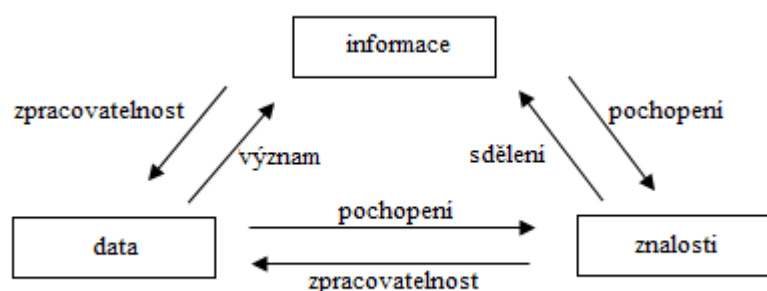 informace
zpracovatelnost
pochopení
význam
sdělení
pochopení
data
znalosti
zpracovatelnost